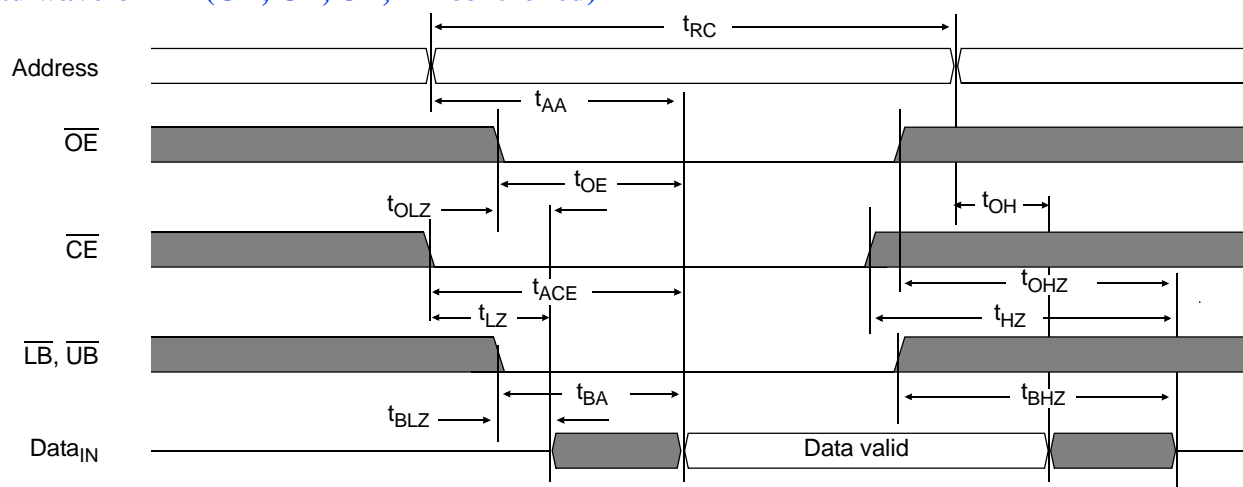 Address
tRC
tAA
OE
tOE
tOLZ
tOH
CE
tACE
tOHZ
tLZ
tHZ
LB, UB
tBA
tBHZ
tBLZ
DataIN
Data valid